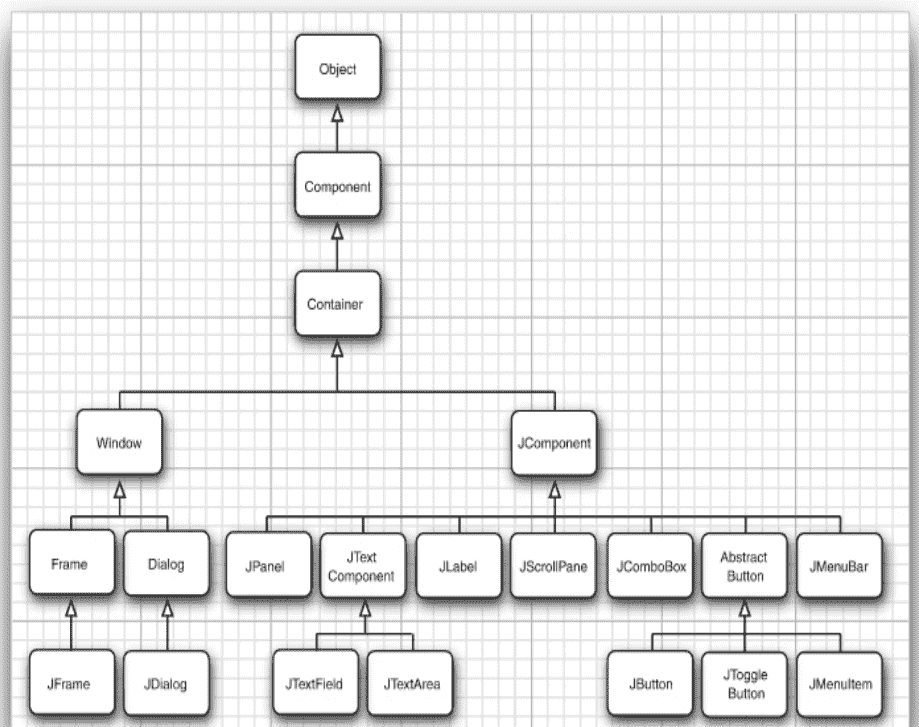 Object
Component
Container
Window
JComponent
Frame
Dialog
JPanel
JText
Component
JLabel
JScrollPane
JComboBox
Abstract
Button
JMenuBar
JFrame
JDialog
JTextField
JTextArea
JButton
JToggle
Button
JMenuItem